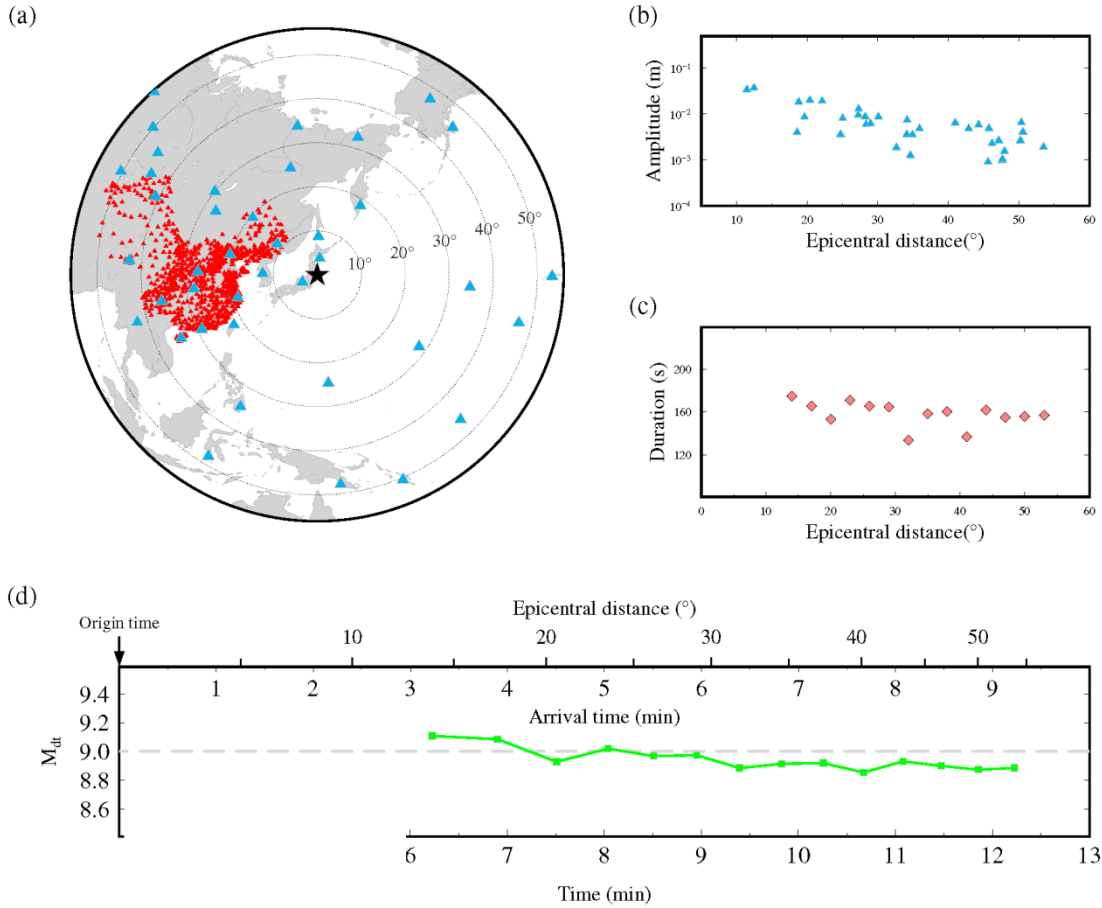 (a)
10°
20°
30°
40°
50°
(b)
Amplitude (m)
10⁻¹
10⁻²
10⁻³
10⁻⁴
10 20 30 40 50 60
Epicentral distance(°)
(c)
Duration (s)
200
160
120
0 10 20 30 40 50 60
Epicentral distance(°)
(d)
Epicentral distance (°)
Origin time
10 20 30 40 50
1 2 3 4 5 6 7 8 9
Arrival time (min)
M_dt
9.4
9.2
9.0
8.8
8.6
6 7 8 9 10 11 12 13
Time (min)